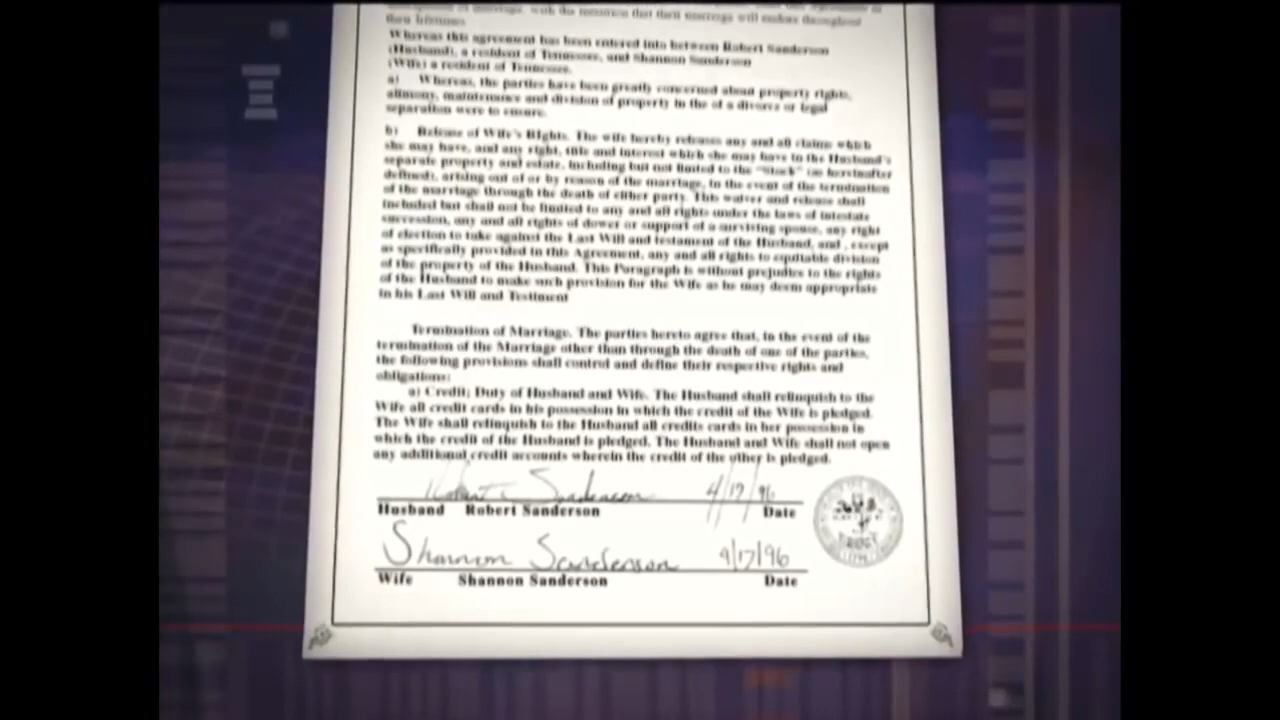 with the intention that their marriage will endure throughout
their lifetimes
Whereas this agreement has been entered into between Robert Sanderson
(Husband), a resident of Tennessee, and Shannon Sanderson
(Wife) a resident of Tennessee.
a) Whereas, the parties have been greatly concerned about property rights,
alimony, maintenance and division of property in the of a divorce or legal
separation were to ensure.
b) Release of Wife's Rights. The wife hereby releases any and all claims which
she may have, and any right, title and interest which she may have in the Husband's
separate property and estate, including but not limited to the "Stock" (as hereinafter
defined), arising out of or by reason of the marriage, in the event of the termination
of the marriage through the death of either party. This waiver and release shall
included but shall not be limited to any and all rights under the laws of intestate
succession, any and all rights of dower or support of a surviving spouse, any right
of election to take against the Last Will and testament of the Husband, and , except
as specifically provided in this Agreement, any and all rights to equitable division
of the property of the Husband. This Paragraph is without prejudice to the rights
of the Husband to make such provision for the Wife as he may deem appropriate
in his Last Will and Testiment
Termination of Marriage. The parties hereto agree that, in the event of the
termination of the Marriage other than through the death of one of the parties,
the following provisions shall control and define their respective rights and
obligations:
a) Credit; Duty of Husband and Wife. The Husband shall relinquish to the
Wife all credit cards in his possession in which the credit of the Wife is pledged.
The Wife shall relinquish to the Husband all credits cards in her possession in
which the credit of the Husband is pledged. The Husband and Wife shall not open
any additional credit accounts wherein the credit of the other is pledged.
Robert Sanderson 4/17/96
Husband Robert Sanderson Date
Shannon Sanderson 4/17/96
Wife Shannon Sanderson Date